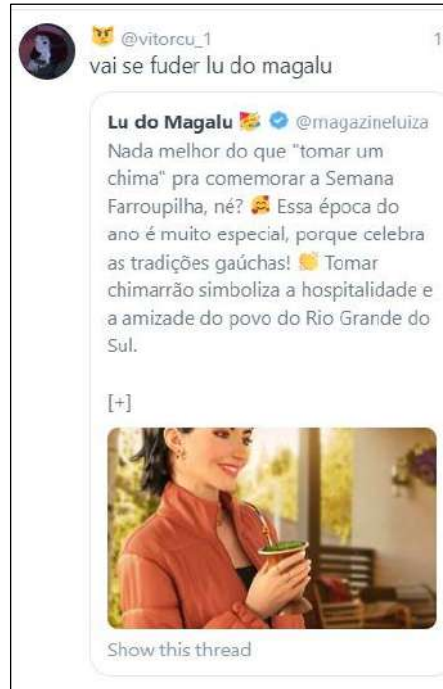 😾 @vitorcu_1 1
vai se fuder lu do magalu
Lu do Magalu 🥳 @magazineluiza
Nada melhor do que "tomar um
chima" pra comemorar a Semana
Farroupilha, né? 🥰 Essa época do
ano é muito especial, porque celebra
as tradições gaúchas! 👏 Tomar
chimarrão simboliza a hospitalidade e
a amizade do povo do Rio Grande do
Sul.
[+]
Show this thread